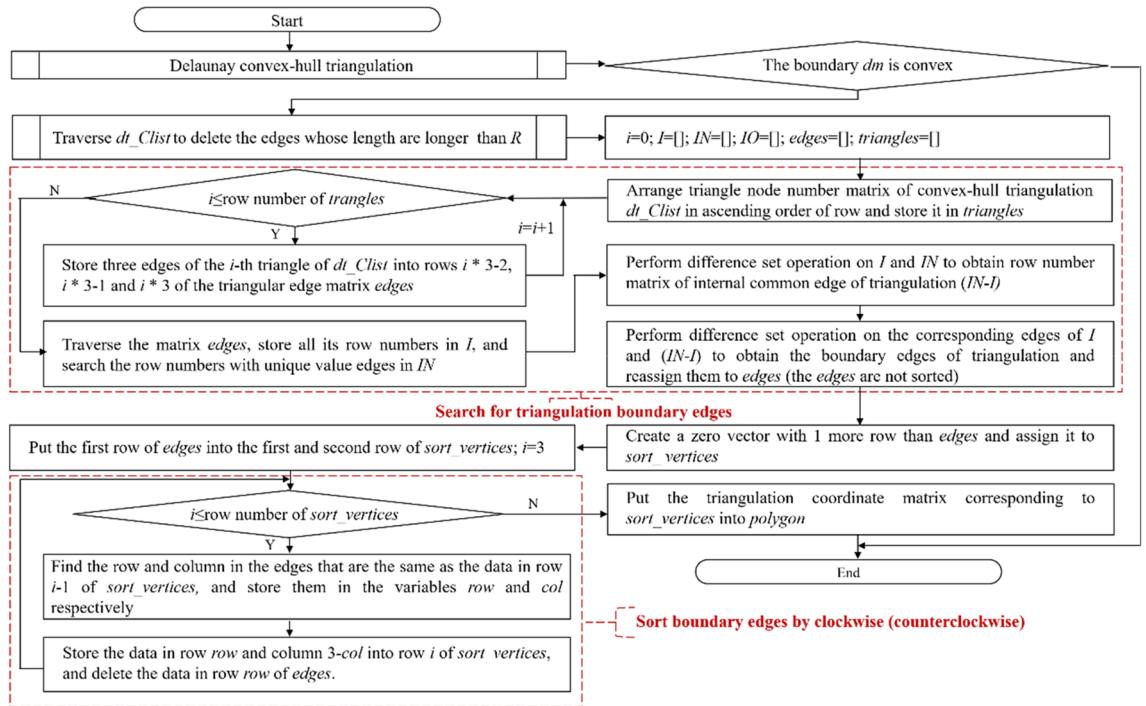 Start
Delaunay convex-hull triangulation
The boundary dm is convex
Traverse dt_Clist to delete the edges whose length are longer than R
i=0; I=[]; IN=[]; IO=[]; edges=[]; triangles=[]
N
i≤row number of trangles
Arrange triangle node number matrix of convex-hull triangulation
dt_Clist in ascending order of row and store it in triangles
i=i+1
Y
Store three edges of the i-th triangle of dt_Clist into rows i * 3-2,
i * 3-1 and i * 3 of the triangular edge matrix edges
Perform difference set operation on I and IN to obtain row number
matrix of internal common edge of triangulation (IN-I)
Traverse the matrix edges, store all its row numbers in I, and
search the row numbers with unique value edges in IN
Perform difference set operation on the corresponding edges of I
and (IN-I) to obtain the boundary edges of triangulation and
reassign them to edges (the edges are not sorted)
Search for triangulation boundary edges
Put the first row of edges into the first and second row of sort_vertices; i=3
Create a zero vector with 1 more row than edges and assign it to
sort_vertices
i≤row number of sort_vertices
N
Put the triangulation coordinate matrix corresponding to
sort_vertices into polygon
Y
Find the row and column in the edges that are the same as the data in row
i-1 of sort_vertices, and store them in the variables row and col
respectively
End
Sort boundary edges by clockwise (counterclockwise)
Store the data in row row and column 3-col into row i of sort_vertices,
and delete the data in row row of edges.